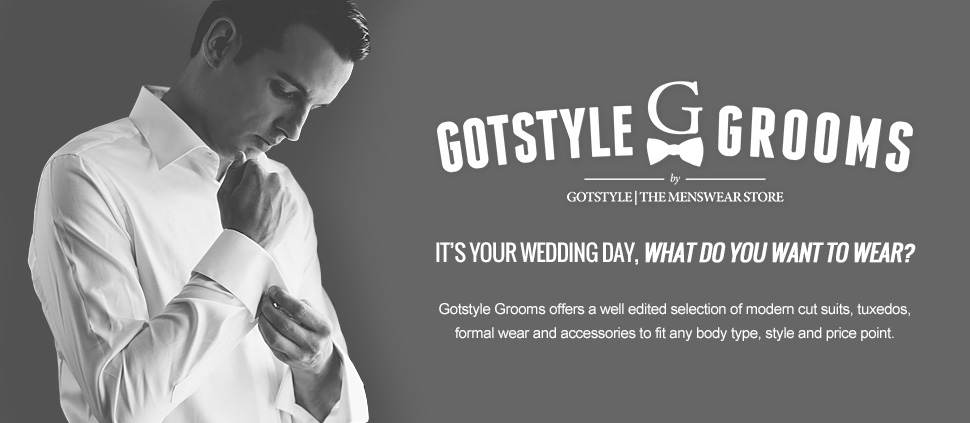 G
GOTSTYLE GROOMS
by
GOTSTYLE | THE MENSWEAR STORE
IT'S YOUR WEDDING DAY, WHAT DO YOU WANT TO WEAR?
Gotstyle Grooms offers a well edited selection of modern cut suits, tuxedos,
formal wear and accessories to fit any body type, style and price point.